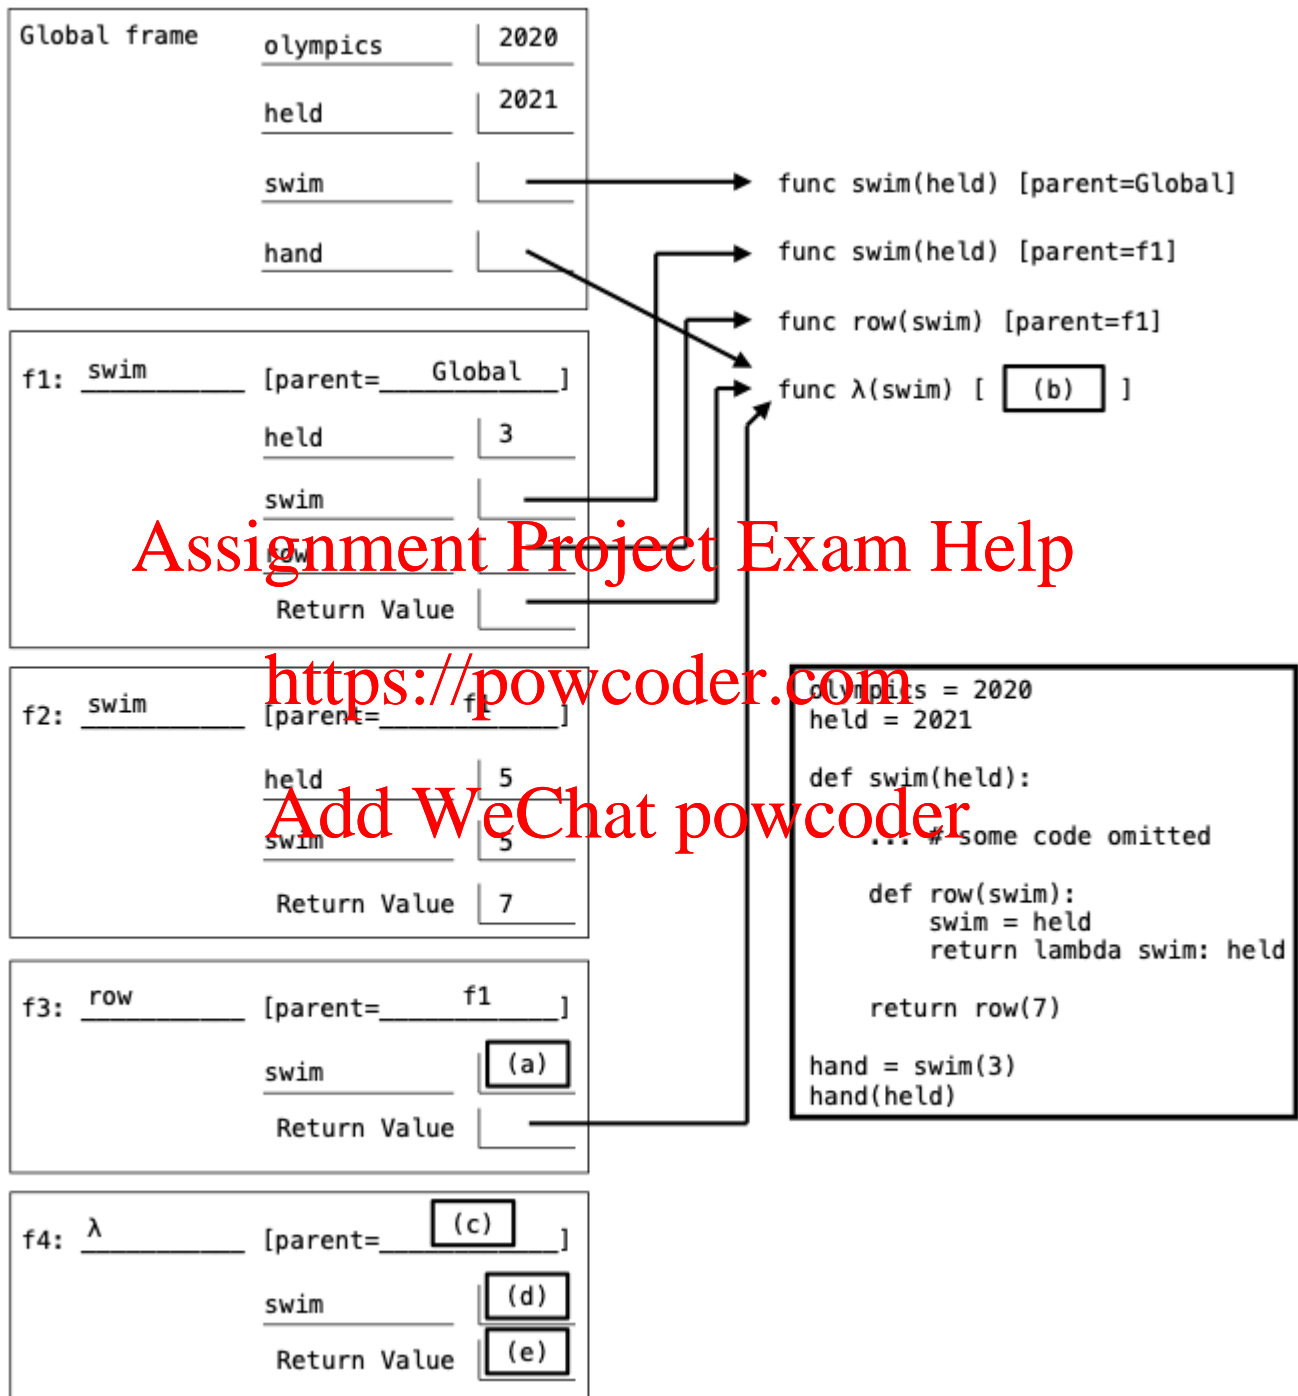 Global frame
olympics 2020
held 2021
swim
hand
func swim(held) [parent=Global]
func swim(held) [parent=f1]
func row(swim) [parent=f1]
func λ(swim) [ (b) ]
f1: swim [parent=Global]
held 3
swim
row
Return Value
Assignment Project Exam Help
https://powcoder.com
Add WeChat powcoder
f2: swim [parent=f1]
held 5
swim 5
Return Value 7
f3: row [parent=f1]
swim (a)
Return Value
f4: λ [parent=(c)]
swim (d)
Return Value (e)
olympics = 2020
held = 2021
def swim(held):
... # some code omitted
def row(swim):
swim = held
return lambda swim: held
return row(7)
hand = swim(3)
hand(held)